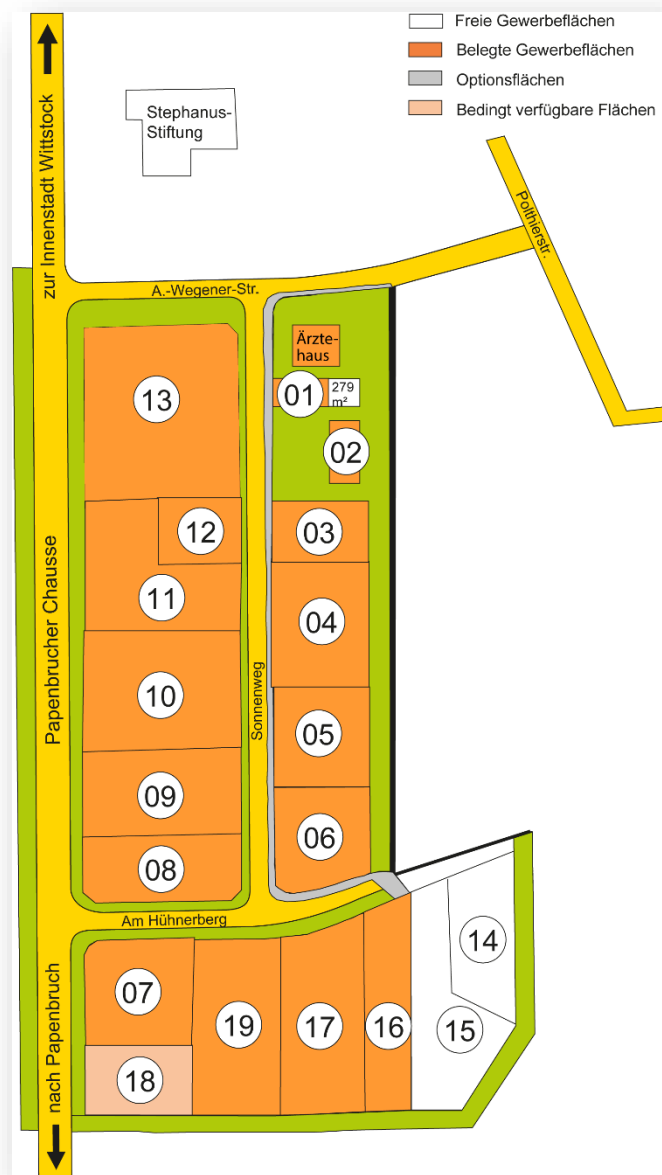 Freie Gewerbeflächen
Belegte Gewerbeflächen
Optionsflächen
Bedingt verfügbare Flächen
zur Innenstadt Wittstock
Stephanus-
Stiftung
Polthierstr.
A.-Wegener-Str.
Ärzte-
haus
13
01
279
m²
02
12
03
11
04
Papenbrucher Chausse
Sonnenweg
10
05
09
06
08
Am Hühnerberg
14
07
19
17
16
15
18
nach Papenbruch